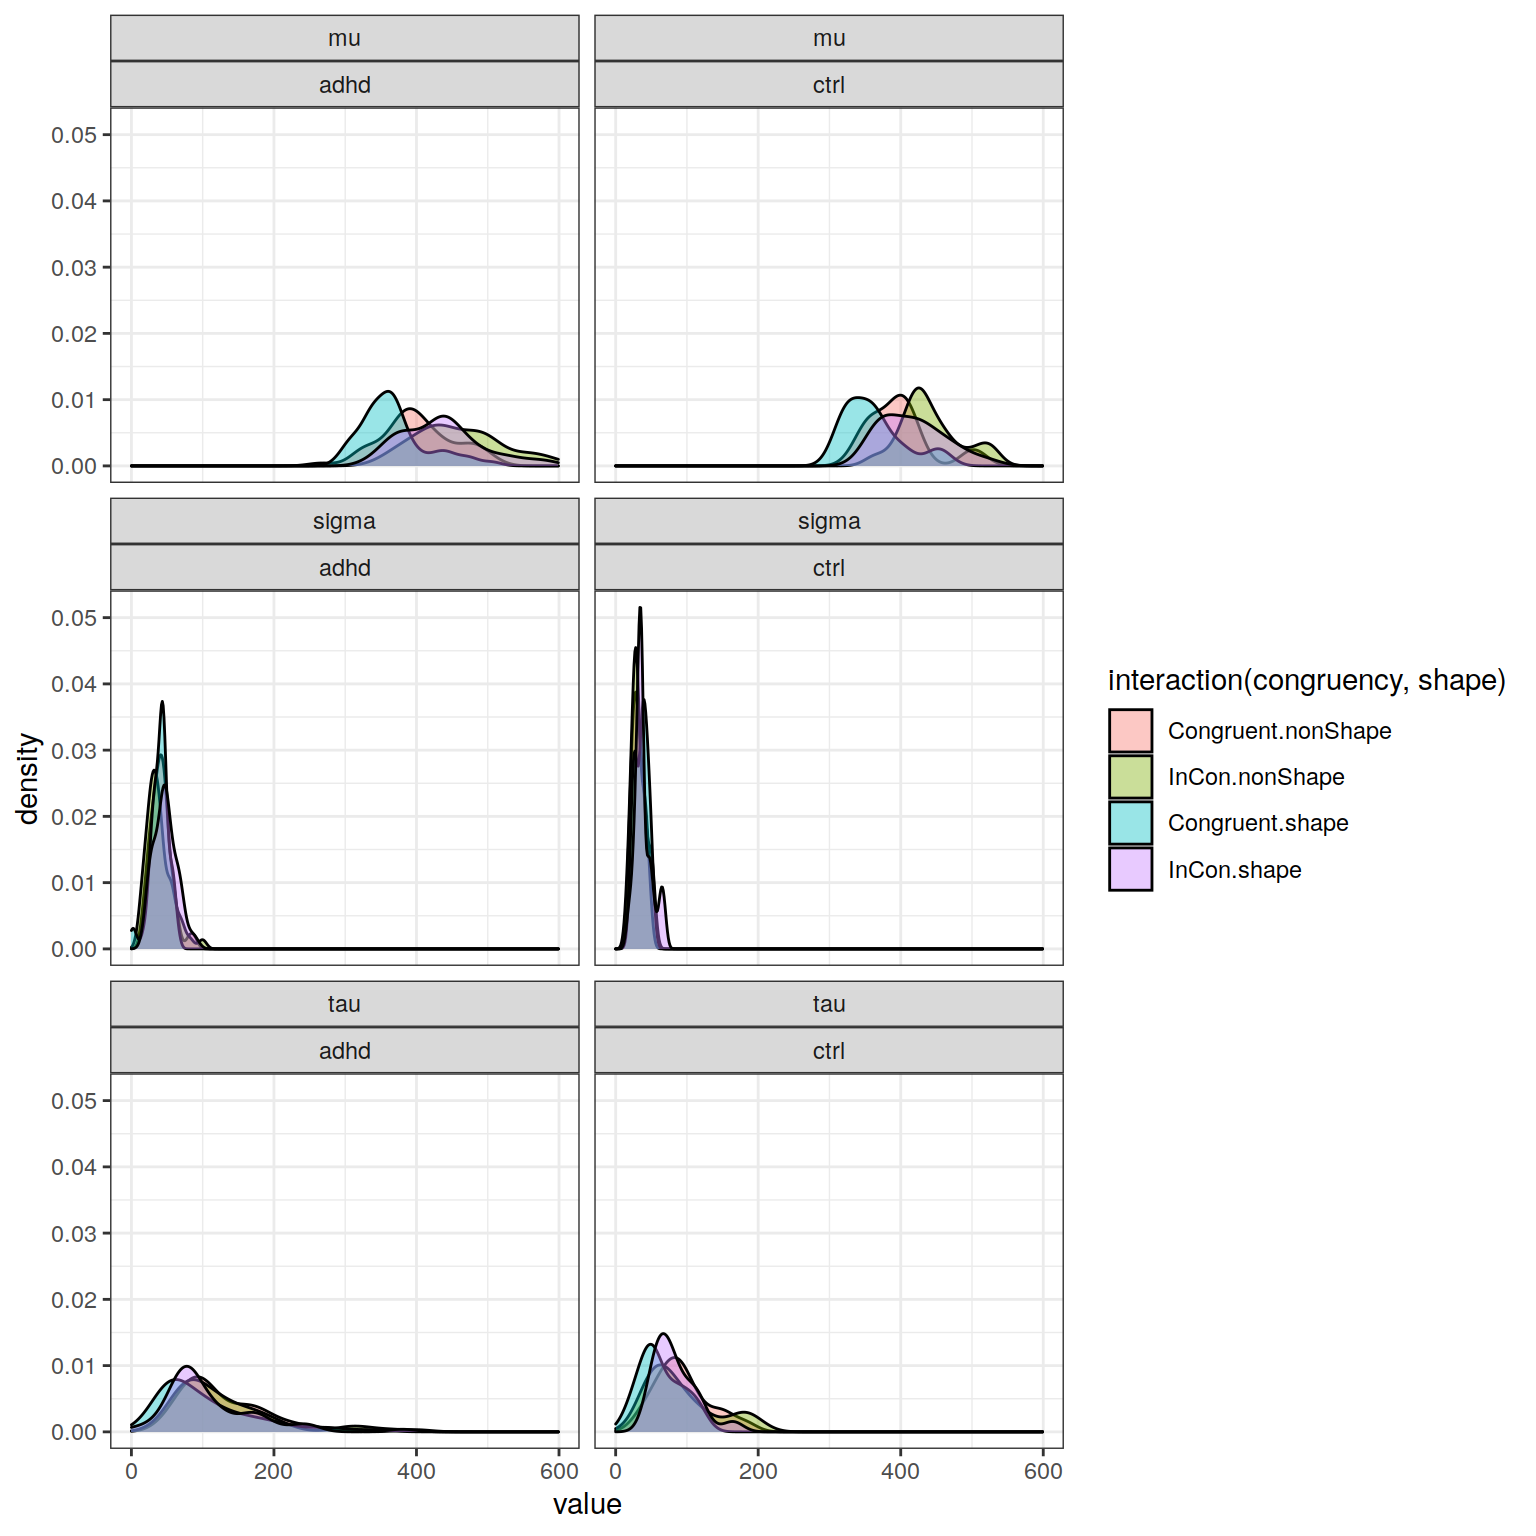 mu
mu
adhd
ctrl
0.05
0.04
0.03
0.02
0.01
0.00
sigma
sigma
adhd
ctrl
0.05
0.04
0.03
0.02
0.01
0.00
density
interaction(congruency, shape)
Congruent.nonShape
InCon.nonShape
Congruent.shape
InCon.shape
tau
tau
adhd
ctrl
0.05
0.04
0.03
0.02
0.01
0.00
0 200 400 600 0 200 400 600
value